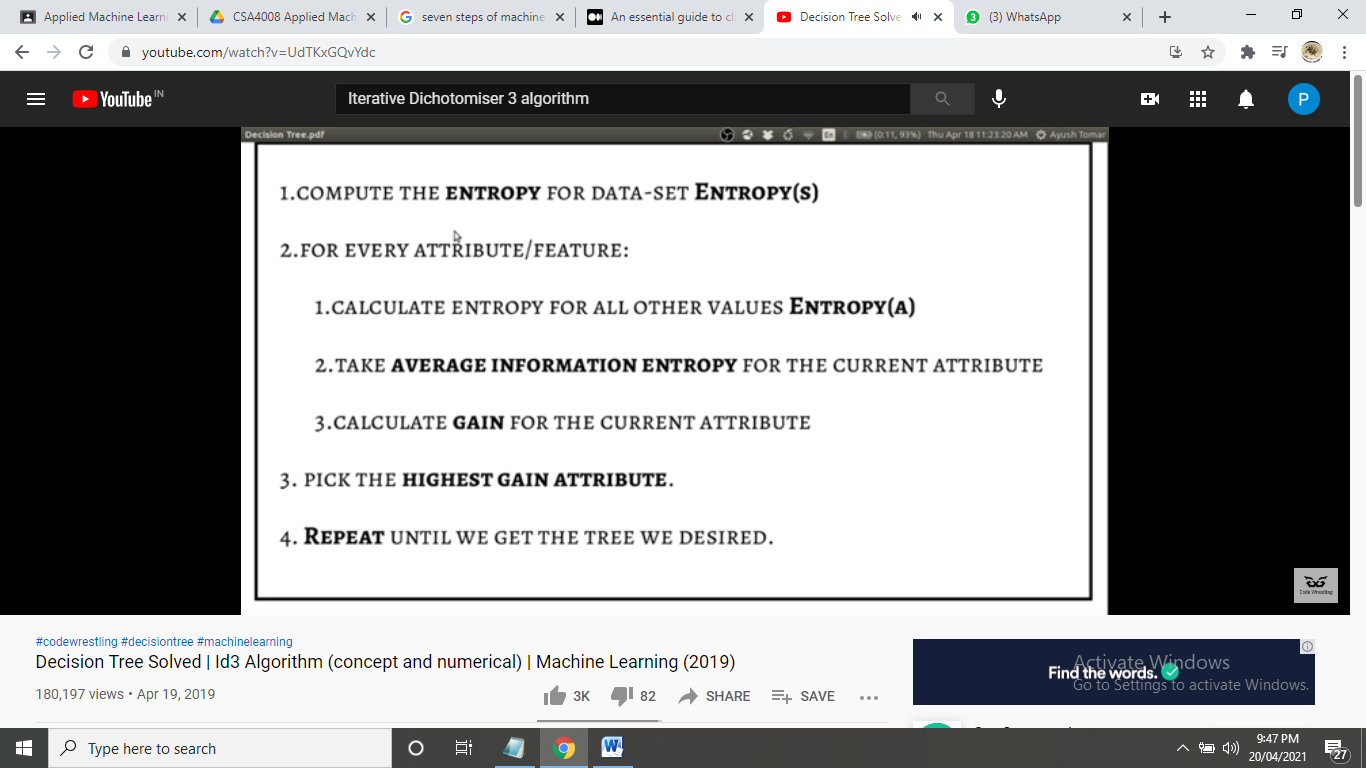 Applied Machine Learni
CSA4008 Applied Mach
seven steps of machine
An essential guide to cl
Decision Tree Solve
(3) WhatsApp
youtube.com/watch?v=UdTKxGQvYdc
YouTube IN
Iterative Dichotomiser 3 algorithm
P
Decision Tree.pdf
En
(0:11, 93%) Thu Apr 18 11:23:20 AM Ayush Tomar
1.COMPUTE THE ENTROPY FOR DATA-SET ENTROPY(S)
2.FOR EVERY ATTRIBUTE/FEATURE:
1.CALCULATE ENTROPY FOR ALL OTHER VALUES ENTROPY(A)
2.TAKE AVERAGE INFORMATION ENTROPY FOR THE CURRENT ATTRIBUTE
3.CALCULATE GAIN FOR THE CURRENT ATTRIBUTE
3. PICK THE HIGHEST GAIN ATTRIBUTE.
4. REPEAT UNTIL WE GET THE TREE WE DESIRED.
Code Wrestling
#codewrestling #decisiontree #machinelearning
Decision Tree Solved | Id3 Algorithm (concept and numerical) | Machine Learning (2019)
180,197 views • Apr 19, 2019
3K
82
SHARE
SAVE
Find the words.
Activate Windows
Go to Settings to activate Windows.
Type here to search
9:47 PM
20/04/2021
27